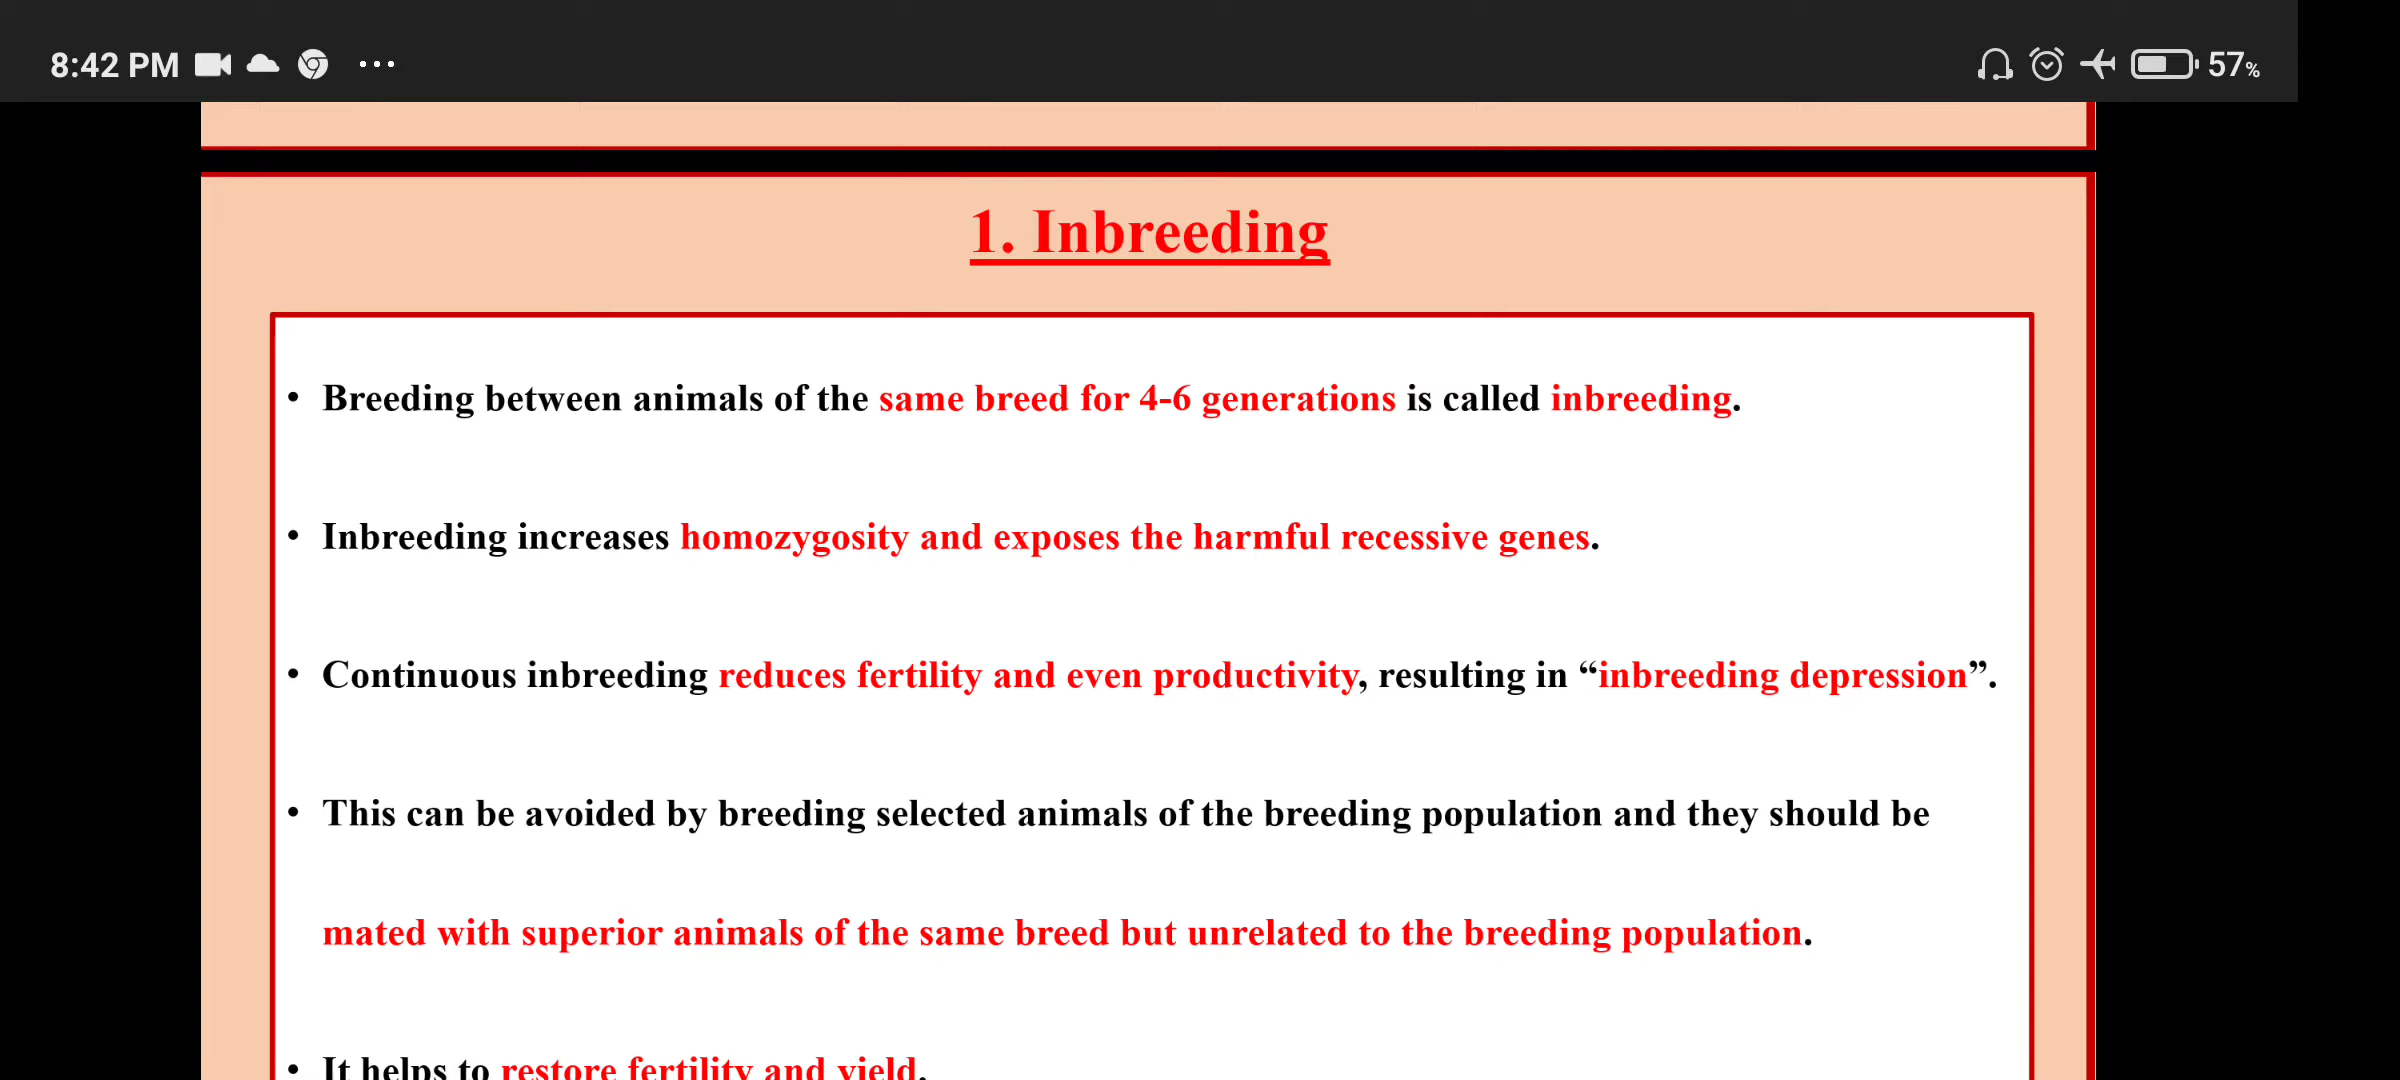 8:42 PM
57%
1. Inbreeding
• Breeding between animals of the same breed for 4-6 generations is called inbreeding.
• Inbreeding increases homozygosity and exposes the harmful recessive genes.
• Continuous inbreeding reduces fertility and even productivity, resulting in “inbreeding depression”.
• This can be avoided by breeding selected animals of the breeding population and they should be
mated with superior animals of the same breed but unrelated to the breeding population.
• It helps to restore fertility and yield.